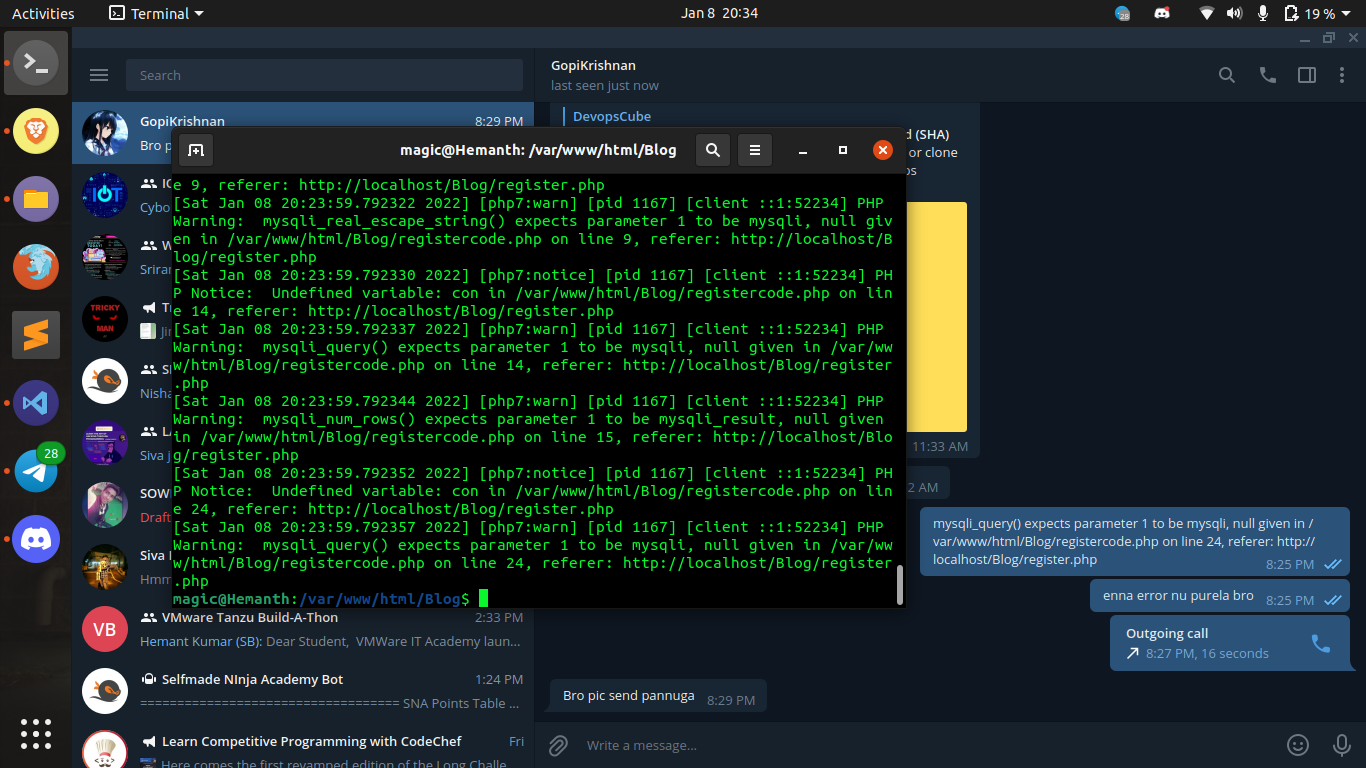 Activities
Terminal
Jan 8 20:34
28
19 %
Search
GopiKrishnan
last seen just now
GopiKrishnan
8:29 PM
Bro p
DevopsCube
d (SHA)
or clone
os
magic@Hemanth: /var/www/html/Blog
e 9, referer: http://localhost/Blog/register.php
[Sat Jan 08 20:23:59.792322 2022] [php7:warn] [pid 1167] [client ::1:52234] PHP
Warning:  mysqli_real_escape_string() expects parameter 1 to be mysqli, null giv
en in /var/www/html/Blog/registercode.php on line 9, referer: http://localhost/B
log/register.php
[Sat Jan 08 20:23:59.792330 2022] [php7:notice] [pid 1167] [client ::1:52234] PH
P Notice:  Undefined variable: con in /var/www/html/Blog/registercode.php on lin
e 14, referer: http://localhost/Blog/register.php
[Sat Jan 08 20:23:59.792337 2022] [php7:warn] [pid 1167] [client ::1:52234] PHP
Warning:  mysqli_query() expects parameter 1 to be mysqli, null given in /var/ww
w/html/Blog/registercode.php on line 14, referer: http://localhost/Blog/register
.php
[Sat Jan 08 20:23:59.792344 2022] [php7:warn] [pid 1167] [client ::1:52234] PHP
Warning:  mysqli_num_rows() expects parameter 1 to be mysqli_result, null given
in /var/www/html/Blog/registercode.php on line 15, referer: http://localhost/Blo
g/register.php
[Sat Jan 08 20:23:59.792352 2022] [php7:notice] [pid 1167] [client ::1:52234] PH
P Notice:  Undefined variable: con in /var/www/html/Blog/registercode.php on lin
e 24, referer: http://localhost/Blog/register.php
[Sat Jan 08 20:23:59.792357 2022] [php7:warn] [pid 1167] [client ::1:52234] PHP
Warning:  mysqli_query() expects parameter 1 to be mysqli, null given in /var/ww
w/html/Blog/registercode.php on line 24, referer: http://localhost/Blog/register
.php
magic@Hemanth:/var/www/html/Blog$
IOT
Cybo
Srirar
TRICKY
MAN
Nisha
Siva j
SOW
Draft
Siva
Hmm
28
11:33 AM
2 AM
mysqli_query() expects parameter 1 to be mysqli, null given in /
var/www/html/Blog/registercode.php on line 24, referer: http://
localhost/Blog/register.php
8:25 PM
enna error nu purela bro
8:25 PM
Outgoing call
8:27 PM, 16 seconds
Bro pic send pannuga
8:29 PM
VB
VMware Tanzu Build-A-Thon
2:33 PM
Hemant Kumar (SB): Dear Student,  VMWare IT Academy laun...
Selfmade NInja Academy Bot
1:24 PM
================================== SNA Points Table ...
Learn Competitive Programming with CodeChef
Fri
Here comes the first revamped edition of the Long Challe
Write a message...